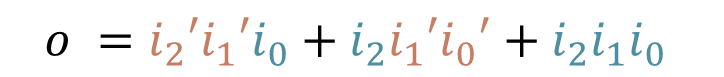 o = i₂′i₁′i₀ + i₂i₁′i₀′ + i₂i₁i₀